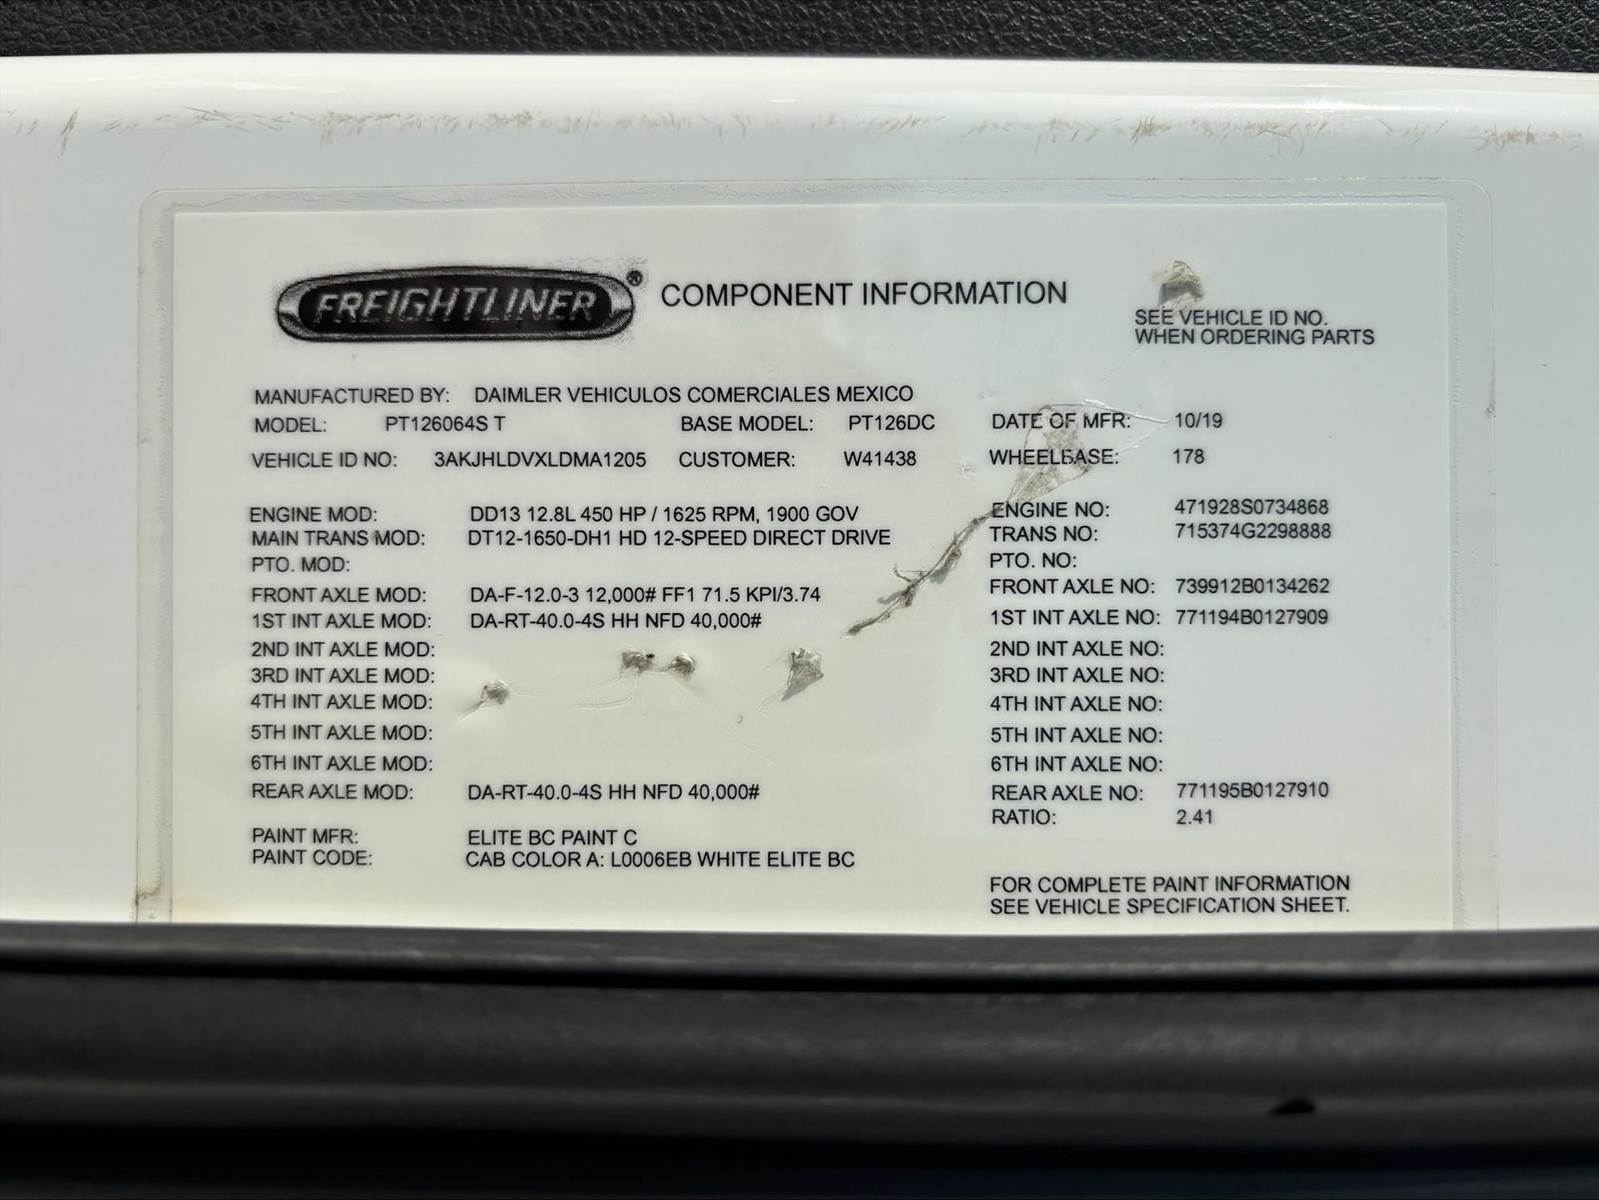 FREIGHTLINER ® COMPONENT INFORMATION
SEE VEHICLE ID NO.
WHEN ORDERING PARTS
MANUFACTURED BY: DAIMLER VEHICULOS COMERCIALES MEXICO
MODEL: PT126064S T BASE MODEL: PT126DC DATE OF MFR: 10/19
VEHICLE ID NO: 3AKJHLDVXLDMA1205 CUSTOMER: W41438 WHEELBASE: 178
ENGINE MOD: DD13 12.8L 450 HP / 1625 RPM, 1900 GOV ENGINE NO: 471928S0734868
MAIN TRANS MOD: DT12-1650-DH1 HD 12-SPEED DIRECT DRIVE TRANS NO: 715374G2298888
PTO. MOD: PTO. NO:
FRONT AXLE MOD: DA-F-12.0-3 12,000# FF1 71.5 KPI/3.74 FRONT AXLE NO: 739912B0134262
1ST INT AXLE MOD: DA-RT-40.0-4S HH NFD 40,000# 1ST INT AXLE NO: 771194B0127909
2ND INT AXLE MOD: 2ND INT AXLE NO:
3RD INT AXLE MOD: 3RD INT AXLE NO:
4TH INT AXLE MOD: 4TH INT AXLE NO:
5TH INT AXLE MOD: 5TH INT AXLE NO:
6TH INT AXLE MOD: 6TH INT AXLE NO:
REAR AXLE MOD: DA-RT-40.0-4S HH NFD 40,000# REAR AXLE NO: 771195B0127910
RATIO: 2.41
PAINT MFR: ELITE BC PAINT C
PAINT CODE: CAB COLOR A: L0006EB WHITE ELITE BC
FOR COMPLETE PAINT INFORMATION
SEE VEHICLE SPECIFICATION SHEET.